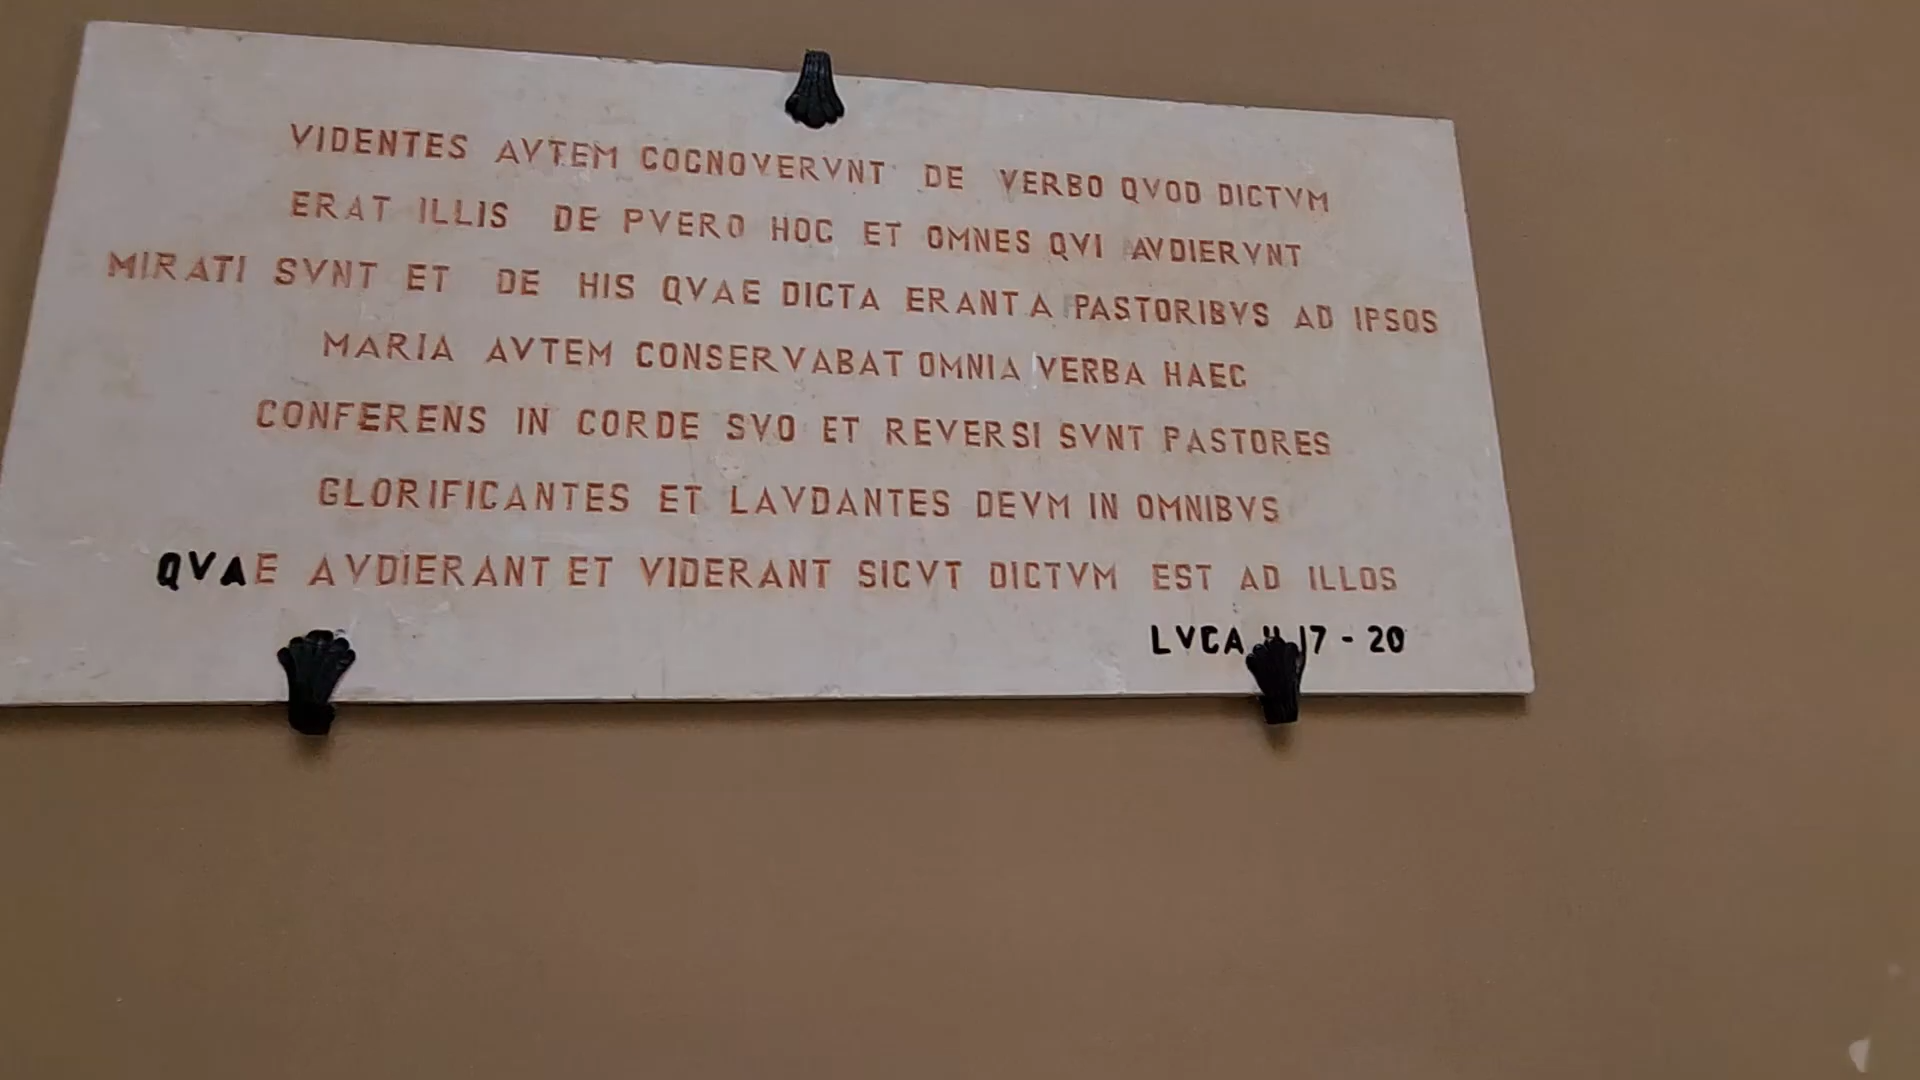 VIDENTES AVTEM COGNOVERVNT DE VERBO QVOD DICTVM
ERAT ILLIS DE PVERO HOC ET OMNES QVI AVDIERVNT
MIRATI SVNT ET DE HIS QVAE DICTA ERANT A PASTORIBVS AD IPSOS
MARIA AVTEM CONSERVABAT OMNIA VERBA HAEC
CONFERENS IN CORDE SVO ET REVERSI SVNT PASTORES
GLORIFICANTES ET LAVDANTES DEVM IN OMNIBVS
QVAE AVDIERANT ET VIDERANT SICVT DICTVM EST AD ILLOS
LVCA II 17 - 20